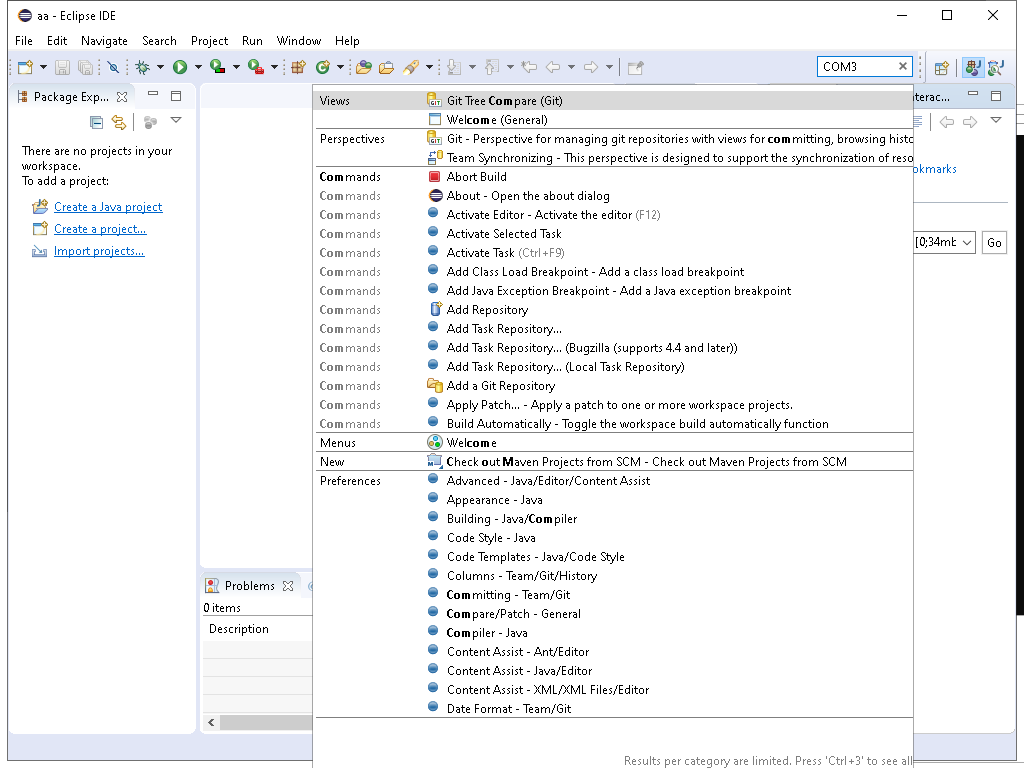 aa - Eclipse IDE
File Edit Navigate Search Project Run Window Help
COM3
Package Exp...
There are no projects in your
workspace.
To add a project:
Create a Java project
Create a project...
Import projects...
Views Git Tree Compare (Git)
Welcome (General)
Perspectives Git - Perspective for managing git repositories with views for committing, browsing histo
Team Synchronizing - This perspective is designed to support the synchronization of reso
Commands Abort Build
Commands About - Open the about dialog
Commands Activate Editor - Activate the editor (F12)
Commands Activate Selected Task
Commands Activate Task (Ctrl+F9)
Commands Add Class Load Breakpoint - Add a class load breakpoint
Commands Add Java Exception Breakpoint - Add a Java exception breakpoint
Commands Add Repository
Commands Add Task Repository...
Commands Add Task Repository... (Bugzilla (supports 4.4 and later))
Commands Add Task Repository... (Local Task Repository)
Commands Add a Git Repository
Commands Apply Patch... - Apply a patch to one or more workspace projects.
Commands Build Automatically - Toggle the workspace build automatically function
Menus Welcome
New Check out Maven Projects from SCM - Check out Maven Projects from SCM
Preferences Advanced - Java/Editor/Content Assist
Appearance - Java
Building - Java/Compiler
Code Style - Java
Code Templates - Java/Code Style
Columns - Team/Git/History
Committing - Team/Git
Compare/Patch - General
Compiler - Java
Content Assist - Ant/Editor
Content Assist - Java/Editor
Content Assist - XML/XML Files/Editor
Date Format - Team/Git
Results per category are limited. Press 'Ctrl+3' to see all
terac...
okmarks
[0;34mb Go
Problems
0 items
Description